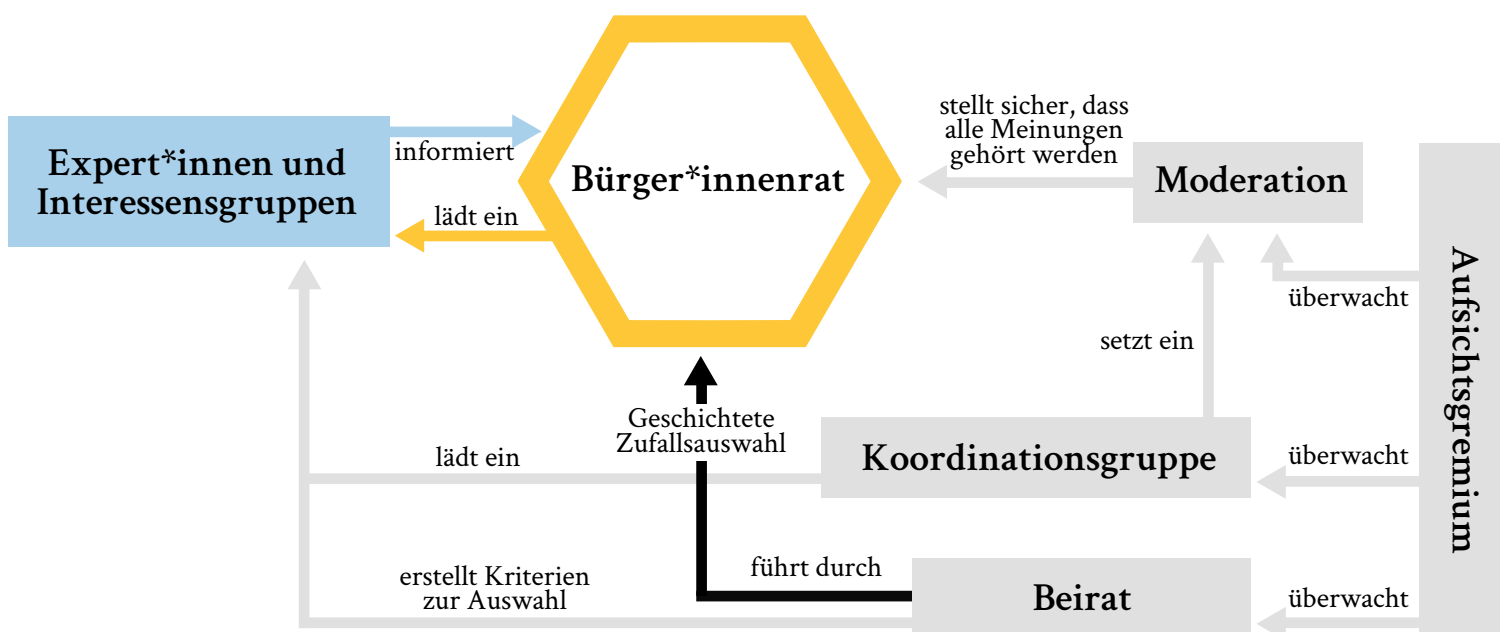 stellt sicher, dass
alle Meinungen
gehört werden
Expert*innen und
Interessensgruppen
informiert
lädt ein
Bürger*innenrat
Moderation
Aufsichtsgremium
überwacht
setzt ein
Geschichtete
Zufallsauswahl
lädt ein
Koordinationsgruppe
überwacht
erstellt Kriterien
zur Auswahl
führt durch
Beirat
überwacht